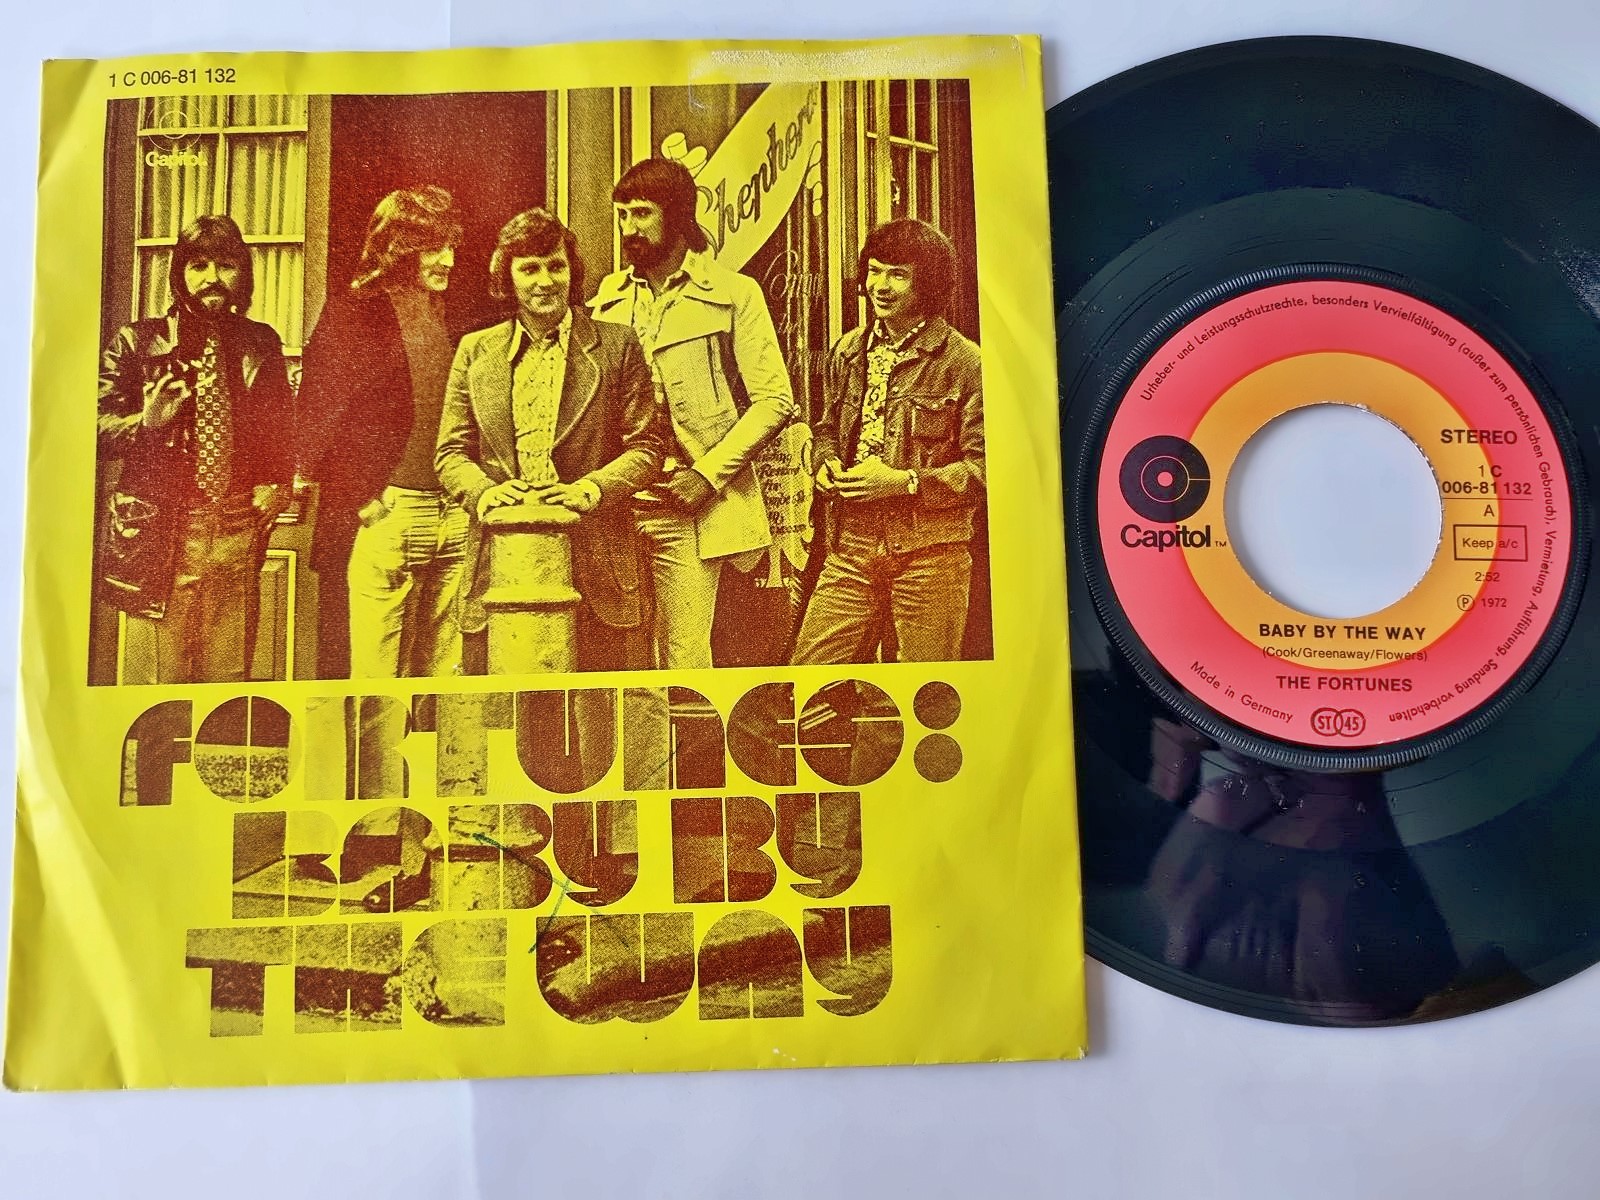 1 C 006-81 132
Capitol
Shepherd
FORTUNES:
BABY BY
THE WAY
Urheber- und Leistungsschutzrechte, besonders Vervielfältigung (außer zum persönlichen Gebrauch), Vermietung, Aufführung, Sendung vorbehalten
STEREO
1 C
006-81 132
A
Keep a/c
2:52
℗ 1972
Capitol™
BABY BY THE WAY
(Cook/Greenaway/Flowers)
THE FORTUNES
Made in Germany
ST 45